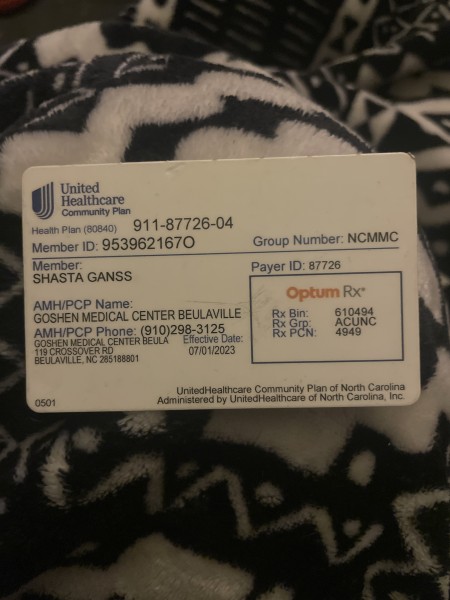 United
Healthcare
Community Plan
Health Plan (80840) 911-87726-04
Member ID: 953962167O Group Number: NCMMC
Member:
SHASTA GANSS
Payer ID: 87726
AMH/PCP Name:
GOSHEN MEDICAL CENTER BEULAVILLE
AMH/PCP Phone: (910)298-3125
GOSHEN MEDICAL CENTER BEULA
119 CROSSOVER RD
BEULAVILLE, NC 285188801
Effective Date:
07/01/2023
Optum Rx®
Rx Bin: 610494
Rx Grp: ACUNC
Rx PCN: 4949
0501
UnitedHealthcare Community Plan of North Carolina
Administered by UnitedHealthcare of North Carolina, Inc.